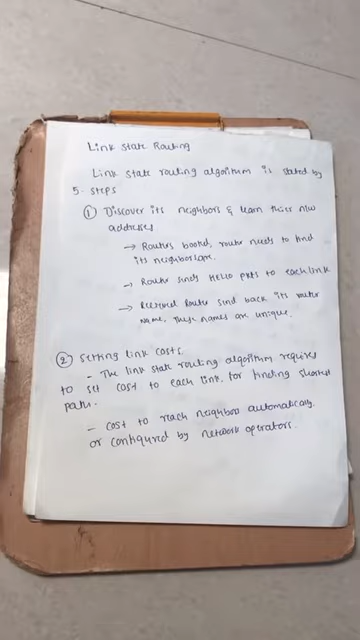 Link State Routing
Link state routing algorithm is stated by
5. steps
① Discover its neighbors & learn thier n/w
addresses
→ Routers booted, router needs to find
its neighbors are.
→ Router sends HELLO PKTS to each link
→ Received Router send back its router
name, these names are unique.
② Setting link costs
- The link state routing algorithm requires
to set cost to each link, for finding shortest
path.
- cost to reach neighbors automatically.
or configured by network operators.